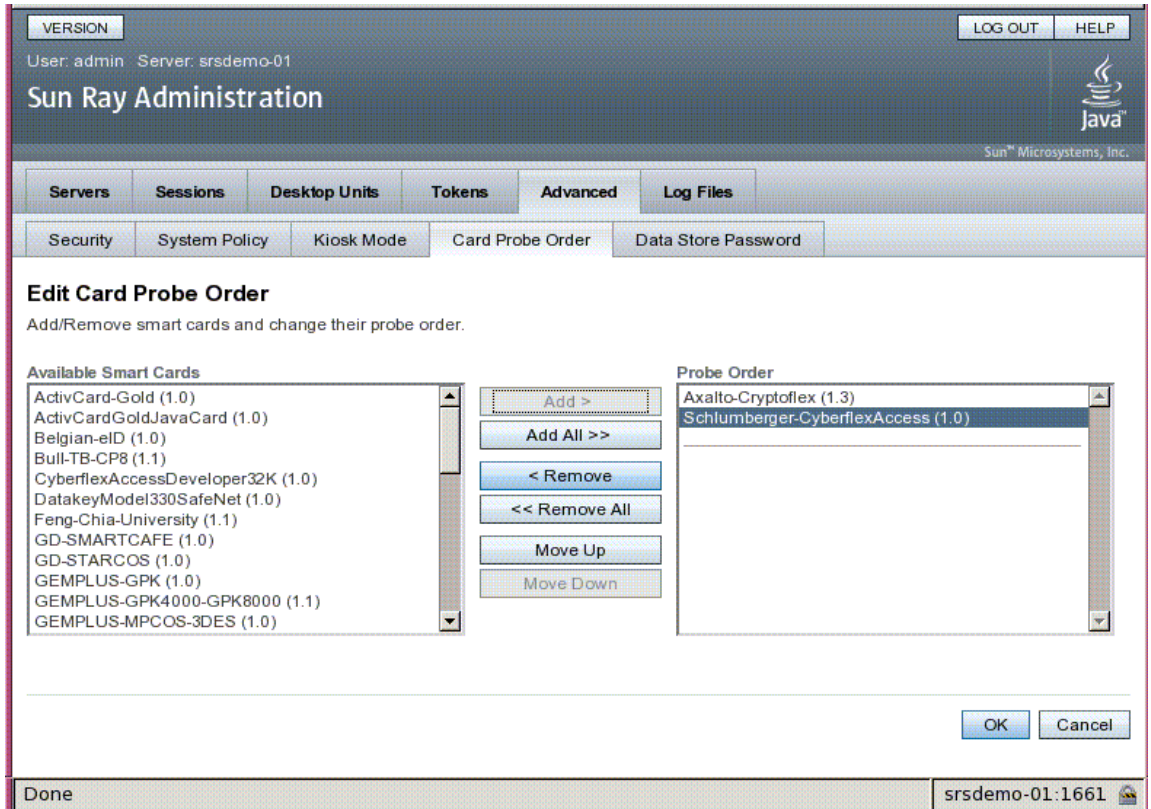 VERSION
LOG OUT HELP
User: admin Server: srsdemo-01
Sun Ray Administration
Java™
Sun™ Microsystems, Inc.
Servers Sessions Desktop Units Tokens Advanced Log Files
Security System Policy Kiosk Mode Card Probe Order Data Store Password
Edit Card Probe Order
Add/Remove smart cards and change their probe order.
Available Smart Cards
ActivCard-Gold (1.0)
ActivCardGoldJavaCard (1.0)
Belgian-eID (1.0)
Bull-TB-CP8 (1.1)
CyberflexAccessDeveloper32K (1.0)
DatakeyModel330SafeNet (1.0)
Feng-Chia-University (1.1)
GD-SMARTCAFE (1.0)
GD-STARCOS (1.0)
GEMPLUS-GPK (1.0)
GEMPLUS-GPK4000-GPK8000 (1.1)
GEMPLUS-MPCOS-3DES (1.0)
Add >
Add All >>
< Remove
<< Remove All
Move Up
Move Down
Probe Order
Axalto-Cryptoflex (1.3)
Schlumberger-CyberflexAccess (1.0)
OK Cancel
Done
srsdemo-01:1661